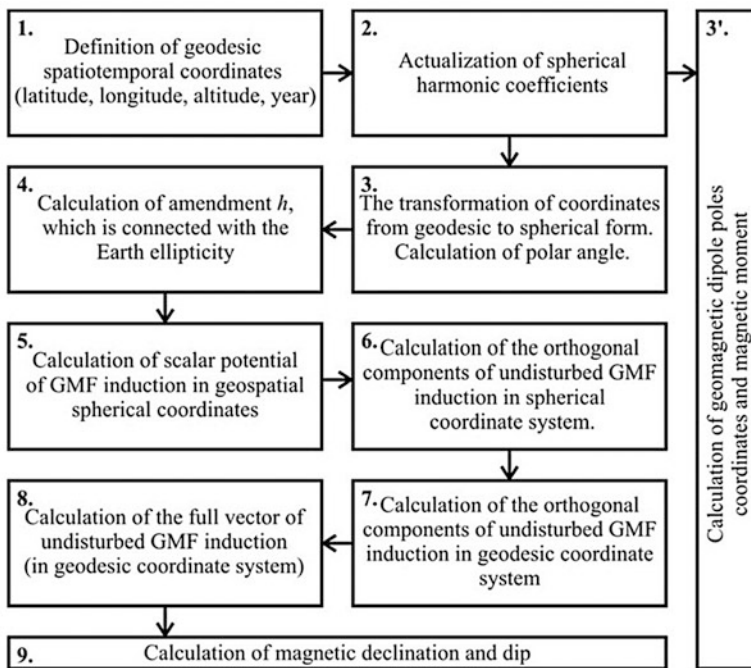 1.
Definition of geodesic
spatiotemporal coordinates
(latitude, longitude, altitude, year)
2.
Actualization of spherical
harmonic coefficients
3'.
Calculation of geomagnetic dipole poles
coordinates and magnetic moment
4.
Calculation of amendment h,
which is connected with the
Earth ellipticity
3.
The transformation of coordinates
from geodesic to spherical form.
Calculation of polar angle.
5.
Calculation of scalar potential
of GMF induction in geospatial
spherical coordinates
6. Calculation of the orthogonal
components of undisturbed GMF
induction in spherical
coordinate system.
8.
Calculation of the full vector of
undisturbed GMF induction
(in geodesic coordinate system)
7. Calculation of the orthogonal
components of undisturbed GMF
induction in geodesic coordinate
system
9. Calculation of magnetic declination and dip